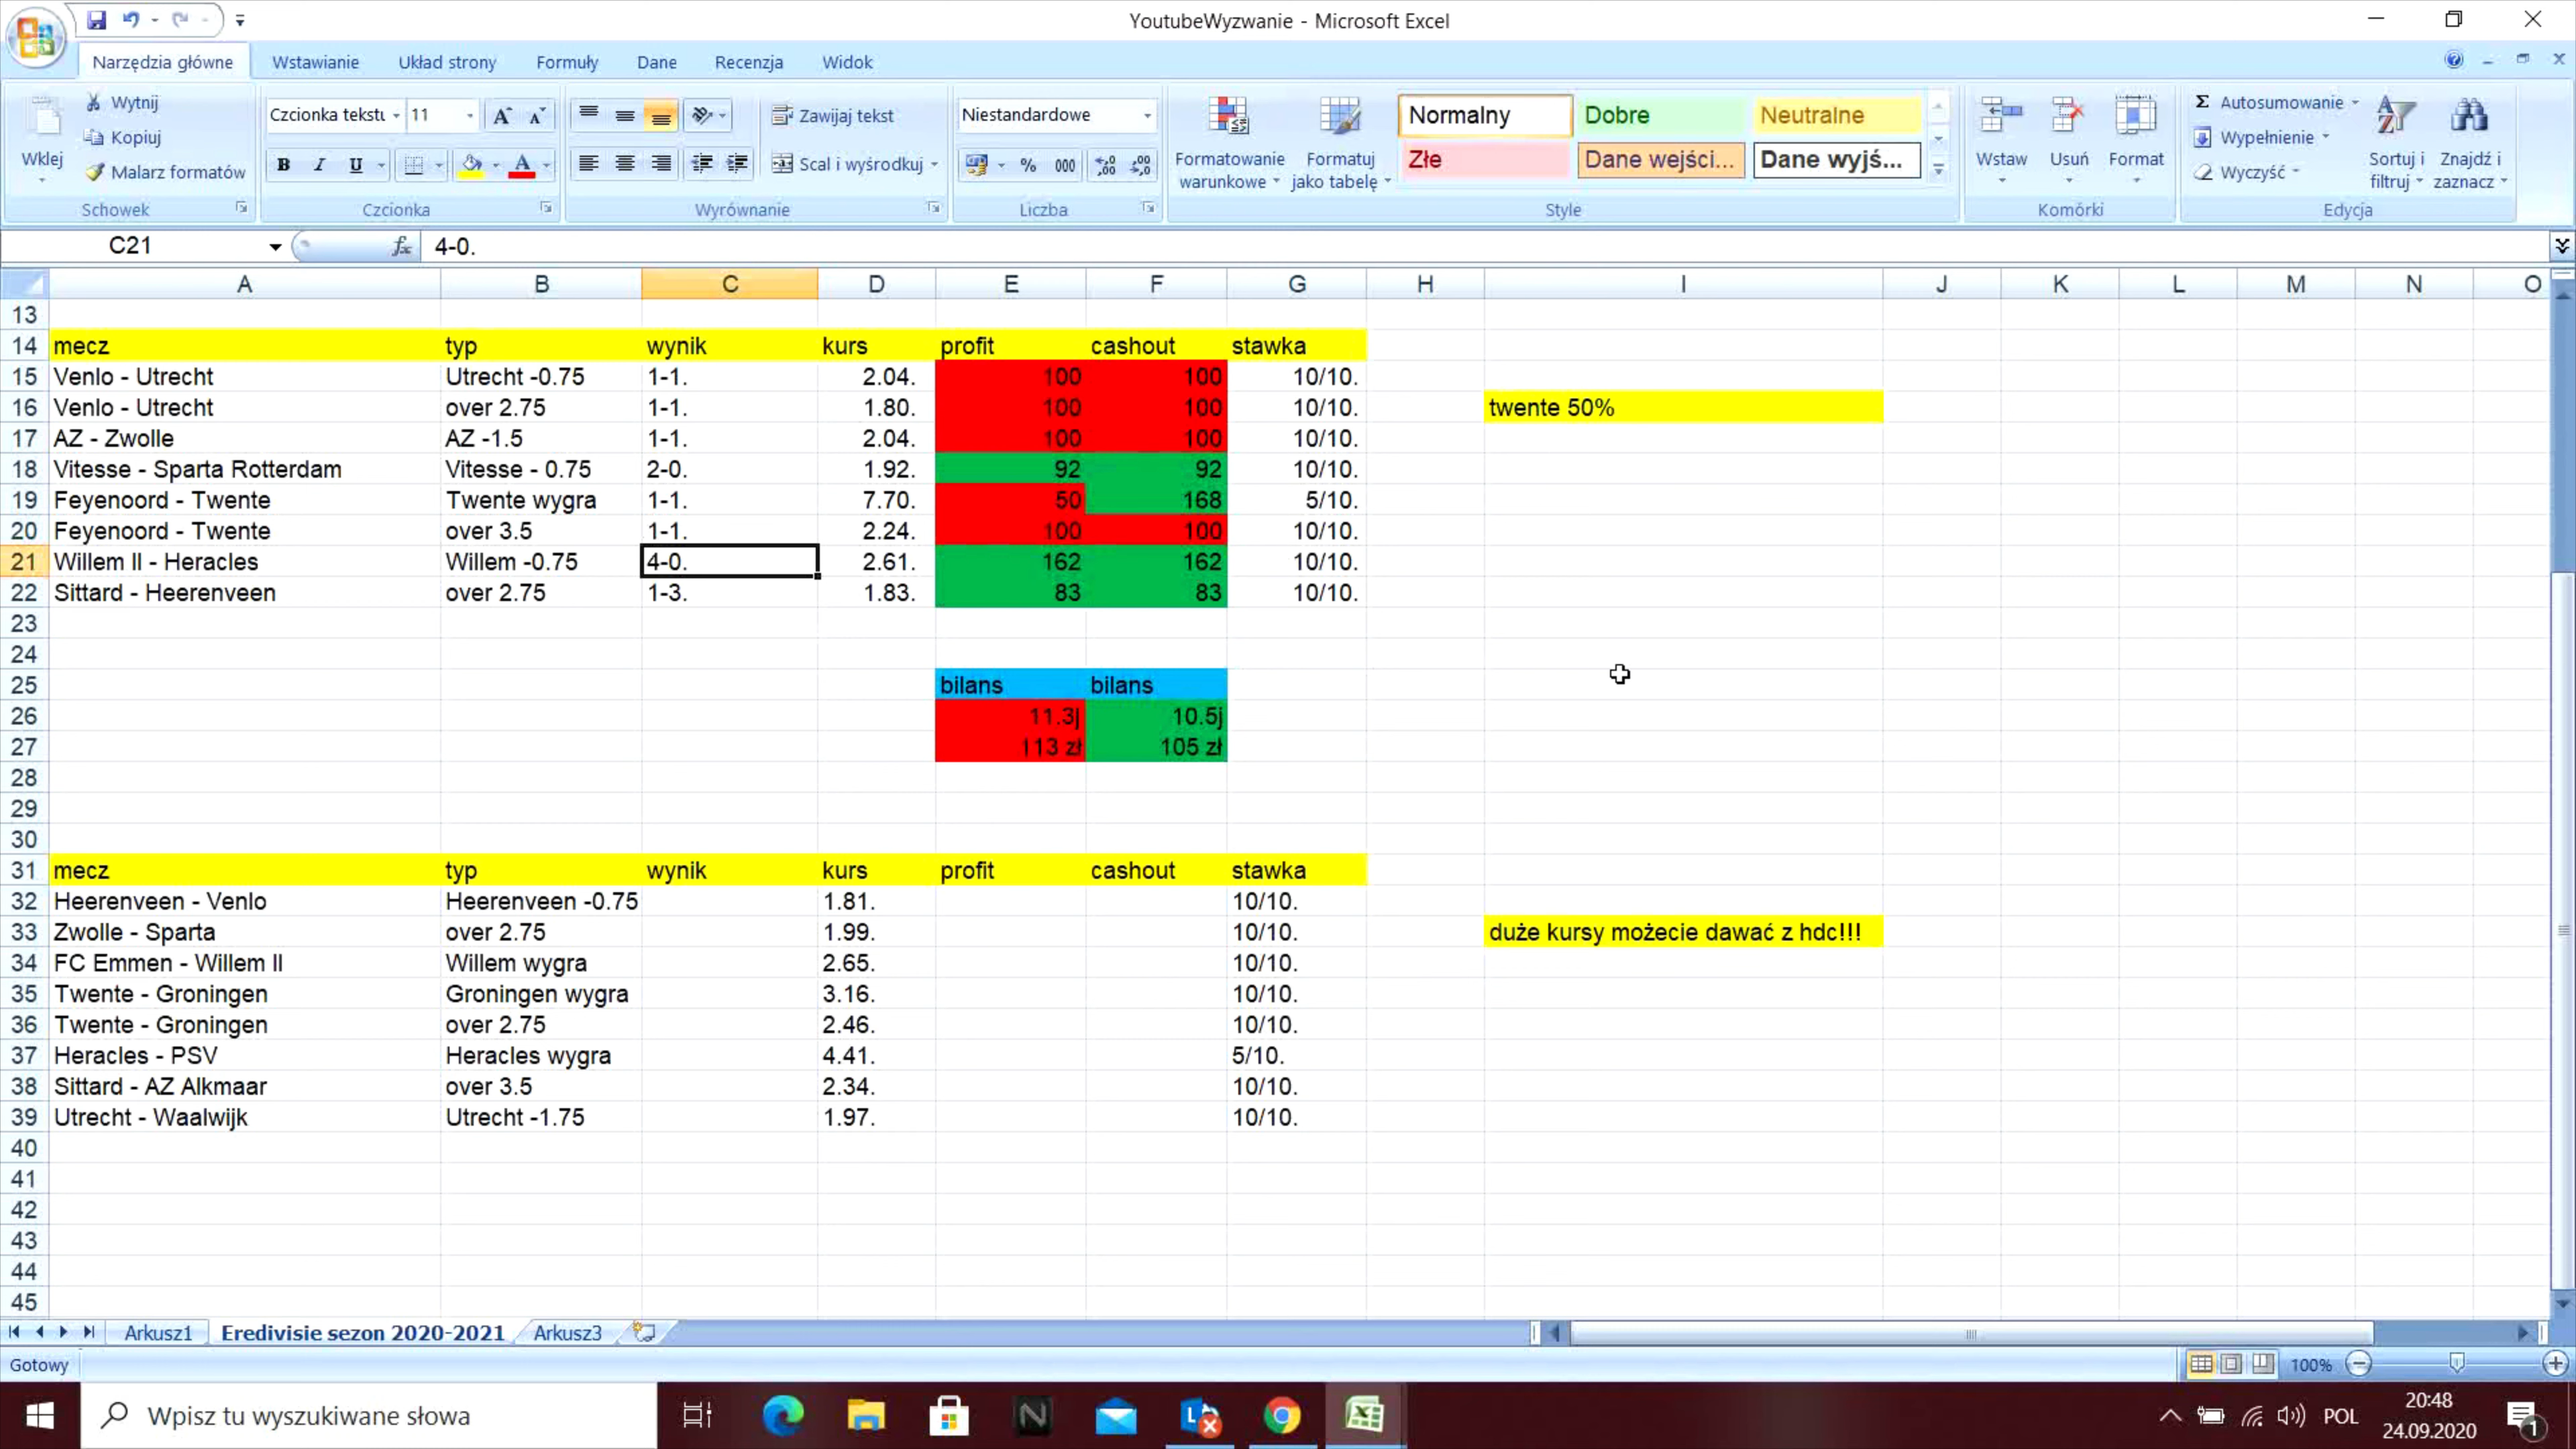 YoutubeWyzwanie - Microsoft Excel
Narzędzia główne Wstawianie Układ strony Formuły Dane Recenzja Widok
Wklej Wytnij Kopiuj Malarz formatów
Schowek
Czcionka tekstu 11
B I U A
Czcionka
Zawijaj tekst
Scal i wyśrodkuj
Wyrównanie
Niestandardowe
% 000
Liczba
Formatowanie warunkowe
Formatuj jako tabelę
Normalny Dobre Neutralne
Złe Dane wejści... Dane wyjś...
Style
Wstaw Usuń Format
Komórki
Σ Autosumowanie
Wypełnienie
Wyczyść
Sortuj i filtruj
Znajdź i zaznacz
Edycja
C21 fx 4-0.
A B C D E F G H I J K L M N O
13
14 mecz typ wynik kurs profit cashout stawka
15 Venlo - Utrecht Utrecht -0.75 1-1. 2.04. 100 100 10/10.
16 Venlo - Utrecht over 2.75 1-1. 1.80. 100 100 10/10. twente 50%
17 AZ - Zwolle AZ -1.5 1-1. 2.04. 100 100 10/10.
18 Vitesse - Sparta Rotterdam Vitesse - 0.75 2-0. 1.92. 92 92 10/10.
19 Feyenoord - Twente Twente wygra 1-1. 7.70. 50 168 5/10.
20 Feyenoord - Twente over 3.5 1-1. 2.24. 100 100 10/10.
21 Willem II - Heracles Willem -0.75 4-0. 2.61. 162 162 10/10.
22 Sittard - Heerenveen over 2.75 1-3. 1.83. 83 83 10/10.
23
24
25 bilans bilans
26 11.3j 10.5j
27 113 zł 105 zł
28
29
30
31 mecz typ wynik kurs profit cashout stawka
32 Heerenveen - Venlo Heerenveen -0.75 1.81. 10/10.
33 Zwolle - Sparta over 2.75 1.99. 10/10. duże kursy możecie dawać z hdc!!!
34 FC Emmen - Willem II Willem wygra 2.65. 10/10.
35 Twente - Groningen Groningen wygra 3.16. 10/10.
36 Twente - Groningen over 2.75 2.46. 10/10.
37 Heracles - PSV Heracles wygra 4.41. 5/10.
38 Sittard - AZ Alkmaar over 3.5 2.34. 10/10.
39 Utrecht - Waalwijk Utrecht -1.75 1.97. 10/10.
40
41
42
43
44
45
Arkusz1 Eredivisie sezon 2020-2021 Arkusz3
Gotowy 100%
Wpisz tu wyszukiwane słowa
POL 20:48
24.09.2020
1